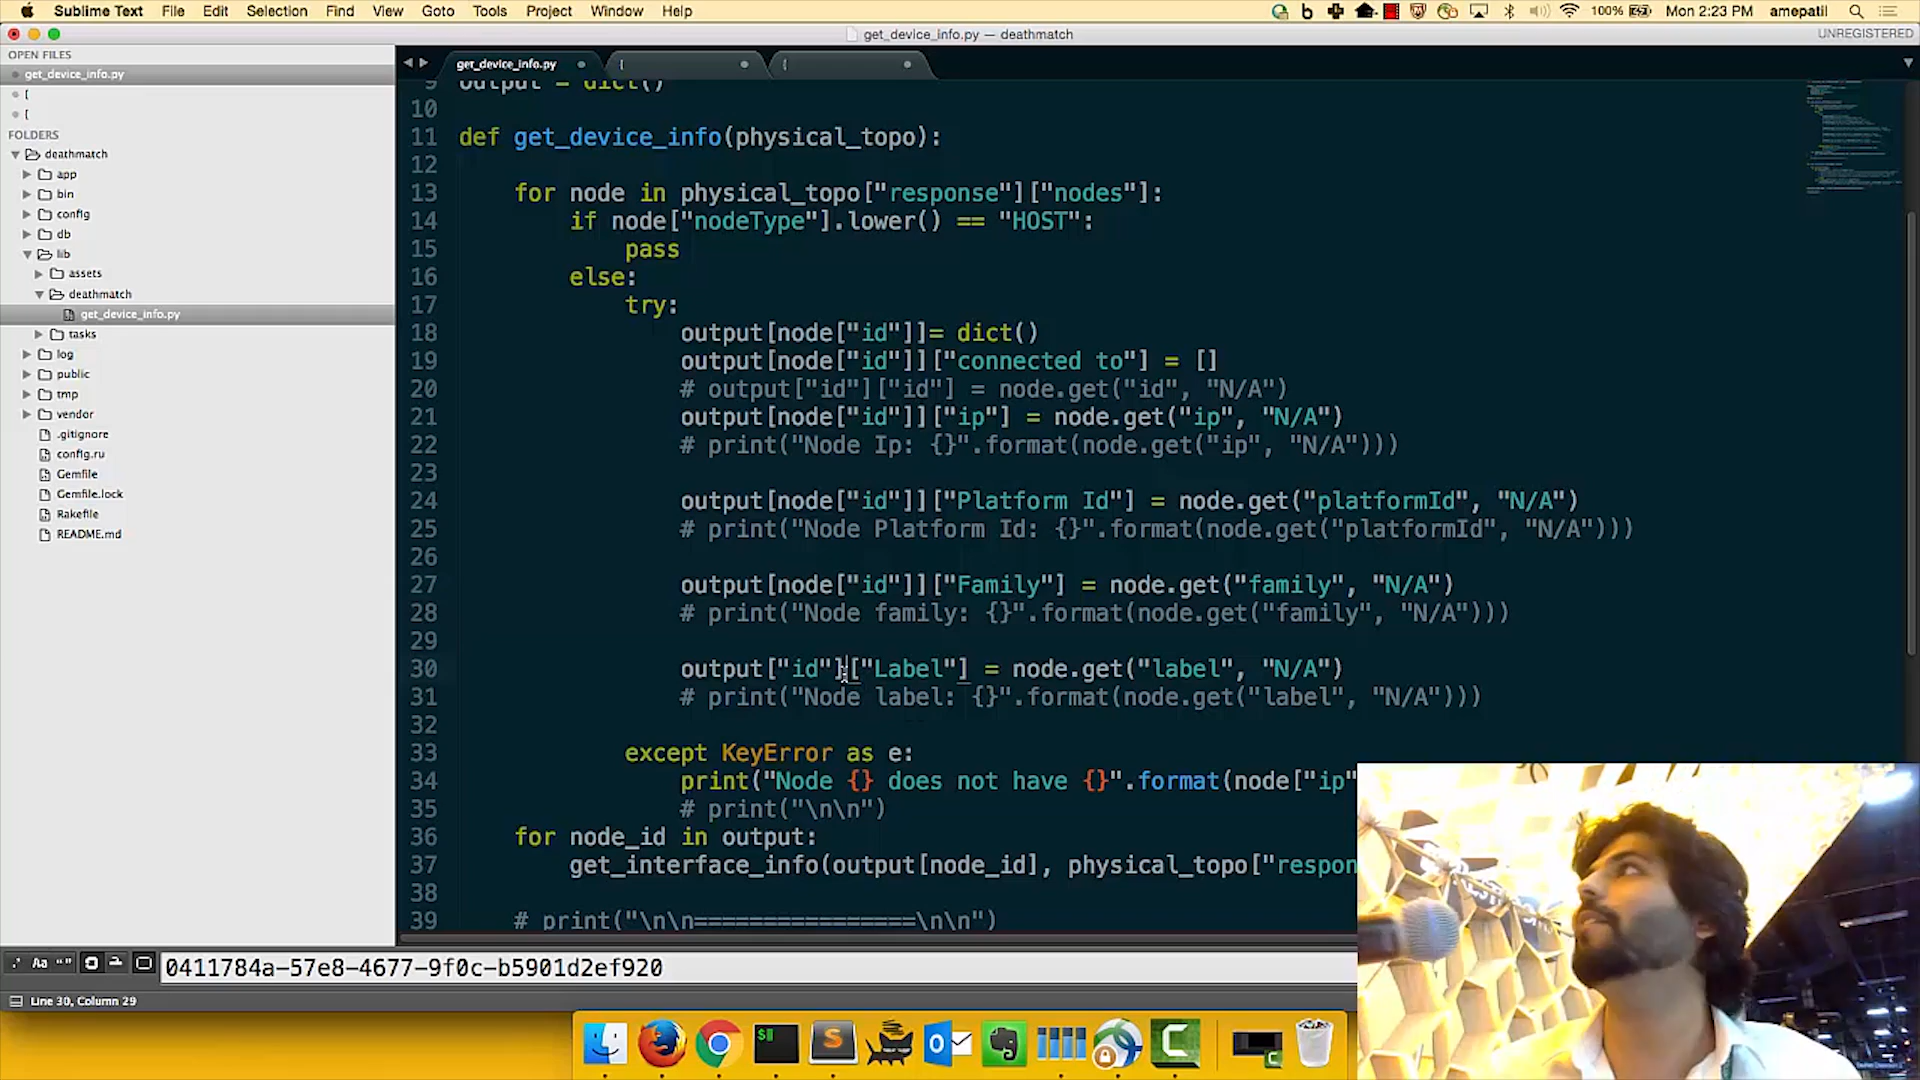 Sublime Text File Edit Selection Find View Goto Tools Project Window Help
100% Mon 2:23 PM amepatil
get_device_info.py — deathmatch
UNREGISTERED
OPEN FILES
get_device_info.py
[
[
FOLDERS
deathmatch
app
bin
config
db
lib
assets
deathmatch
get_device_info.py
tasks
log
public
tmp
vendor
.gitignore
config.ru
Gemfile
Gemfile.lock
Rakefile
README.md
get_device_info.py [ [
9 output = dict()
10
11 def get_device_info(physical_topo):
12
13 for node in physical_topo["response"]["nodes"]:
14 if node["nodeType"].lower() == "HOST":
15 pass
16 else:
17 try:
18 output[node["id"]]= dict()
19 output[node["id"]]["connected to"] = []
20 # output["id"]["id"] = node.get("id", "N/A")
21 output[node["id"]]["ip"] = node.get("ip", "N/A")
22 # print("Node Ip: {}".format(node.get("ip", "N/A")))
23
24 output[node["id"]]["Platform Id"] = node.get("platformId", "N/A")
25 # print("Node Platform Id: {}".format(node.get("platformId", "N/A")))
26
27 output[node["id"]]["Family"] = node.get("family", "N/A")
28 # print("Node family: {}".format(node.get("family", "N/A")))
29
30 output["id"]["Label"] = node.get("label", "N/A")
31 # print("Node label: {}".format(node.get("label", "N/A")))
32
33 except KeyError as e:
34 print("Node {} does not have {}".format(node["ip"
35 # print("\n\n")
36 for node_id in output:
37 get_interface_info(output[node_id], physical_topo["respon
38
39 # print("\n\n================\n\n")
.* Aa “”
0411784a-57e8-4677-9f0c-b5901d2ef920
Line 30, Column 29